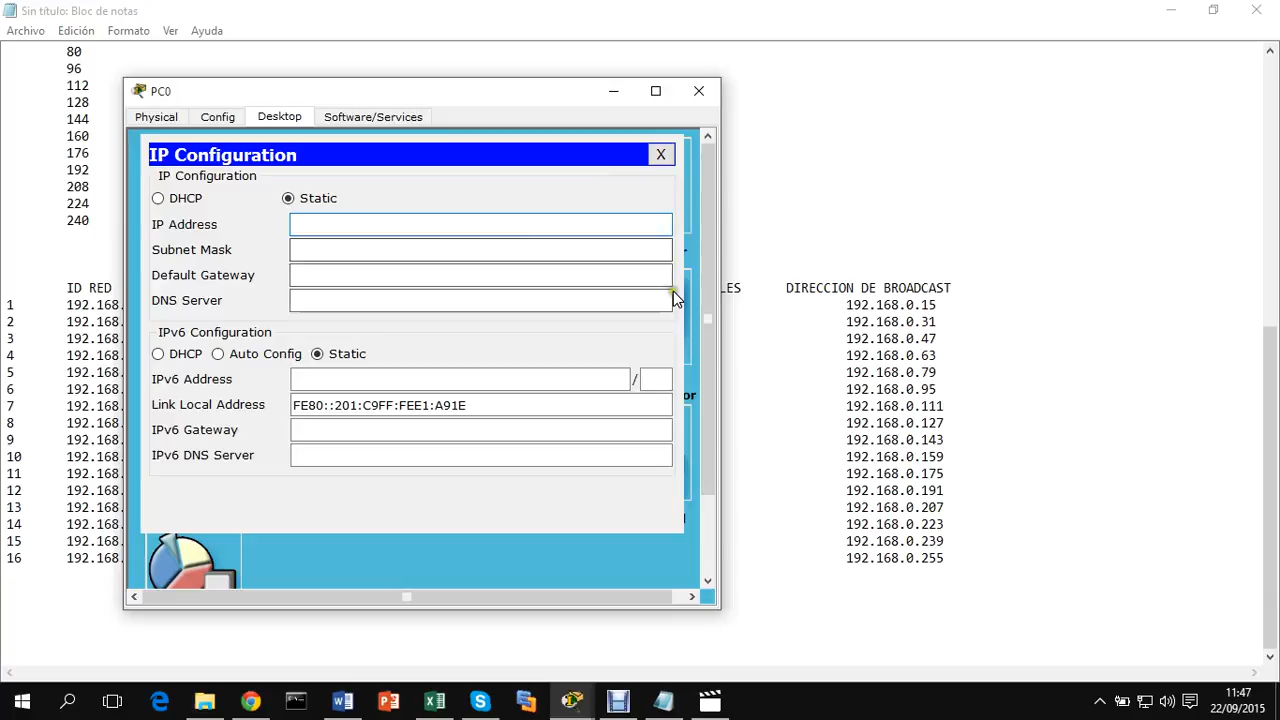 Sin título: Bloc de notas
Archivo Edición Formato Ver Ayuda
80
96
112
128
144
160
176
192
208
224
240
PC0
Physical Config Desktop Software/Services
IP Configuration
X
IP Configuration
DHCP Static
IP Address
Subnet Mask
Default Gateway
DNS Server
IPv6 Configuration
DHCP Auto Config Static
IPv6 Address /
Link Local Address FE80::201:C9FF:FEE1:A91E
IPv6 Gateway
IPv6 DNS Server
ID RED LES DIRECCION DE BROADCAST
1 192.168. 192.168.0.15
2 192.168. 192.168.0.31
3 192.168. 192.168.0.47
4 192.168. 192.168.0.63
5 192.168. 192.168.0.79
6 192.168. 192.168.0.95
7 192.168. 192.168.0.111
8 192.168. 192.168.0.127
9 192.168. 192.168.0.143
10 192.168. 192.168.0.159
11 192.168. 192.168.0.175
12 192.168. 192.168.0.191
13 192.168. 192.168.0.207
14 192.168. 192.168.0.223
15 192.168. 192.168.0.239
16 192.168. 192.168.0.255
11:47
22/09/2015